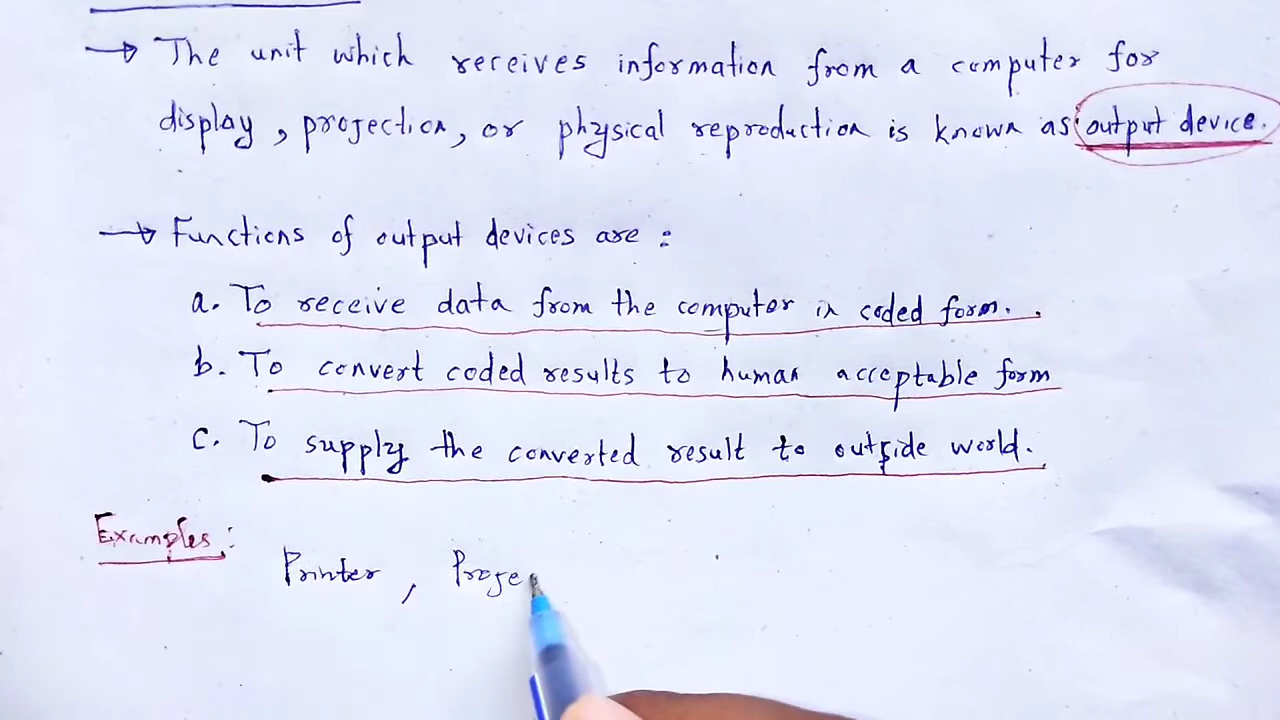 → The unit which receives information from a computer for
display, projection, or physical reproduction is known as output device.
→ Functions of output devices are :
a. To receive data from the computer in coded form.
b. To convert coded results to human acceptable form
c. To supply the converted result to outside world.
Examples:
Printer, Proje